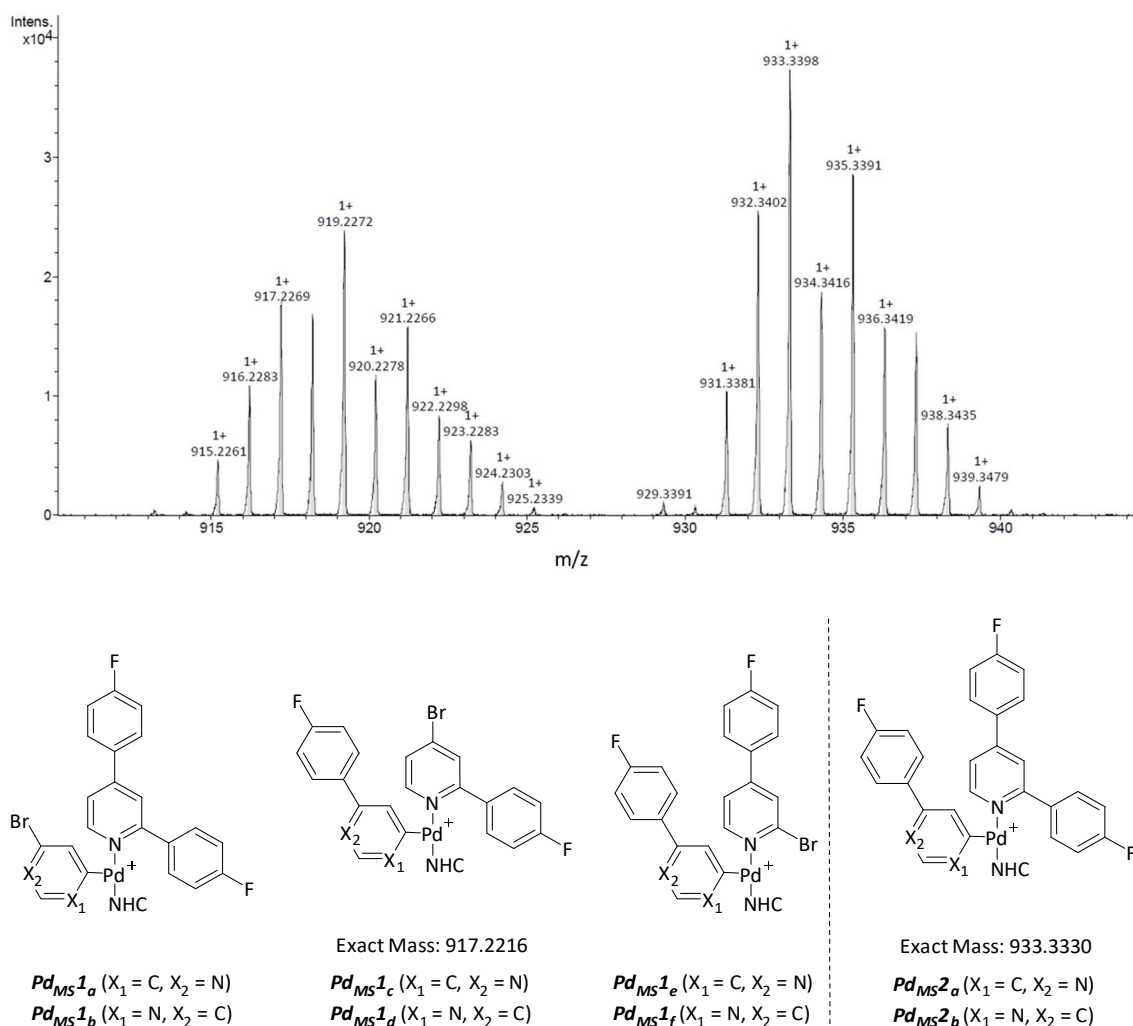 Intens.
x10⁴
4
3
2
1
0
1+
915.2261
1+
916.2283
1+
917.2269
1+
919.2272
1+
920.2278
1+
921.2266
1+
922.2298
1+
923.2283
1+
924.2303
1+
925.2339
929.3391
1+
931.3381
1+
932.3402
1+
933.3398
1+
934.3416
1+
935.3391
1+
936.3419
1+
938.3435
1+
939.3479
915
920
925
930
935
940
m/z
F
Br
N
Pd+
X₂
X₁
NHC
F
F
Br
N
Pd+
X₂
X₁
NHC
F
F
F
N
Br
Pd+
X₂
X₁
NHC
F
F
N
Pd+
X₂
X₁
NHC
F
Exact Mass: 917.2216
Exact Mass: 933.3330
Pd_MS1_a (X₁ = C, X₂ = N)
Pd_MS1_c (X₁ = C, X₂ = N)
Pd_MS1_e (X₁ = C, X₂ = N)
Pd_MS2_a (X₁ = C, X₂ = N)
Pd_MS1_b (X₁ = N, X₂ = C)
Pd_MS1_d (X₁ = N, X₂ = C)
Pd_MS1_f (X₁ = N, X₂ = C)
Pd_MS2_b (X₁ = N, X₂ = C)